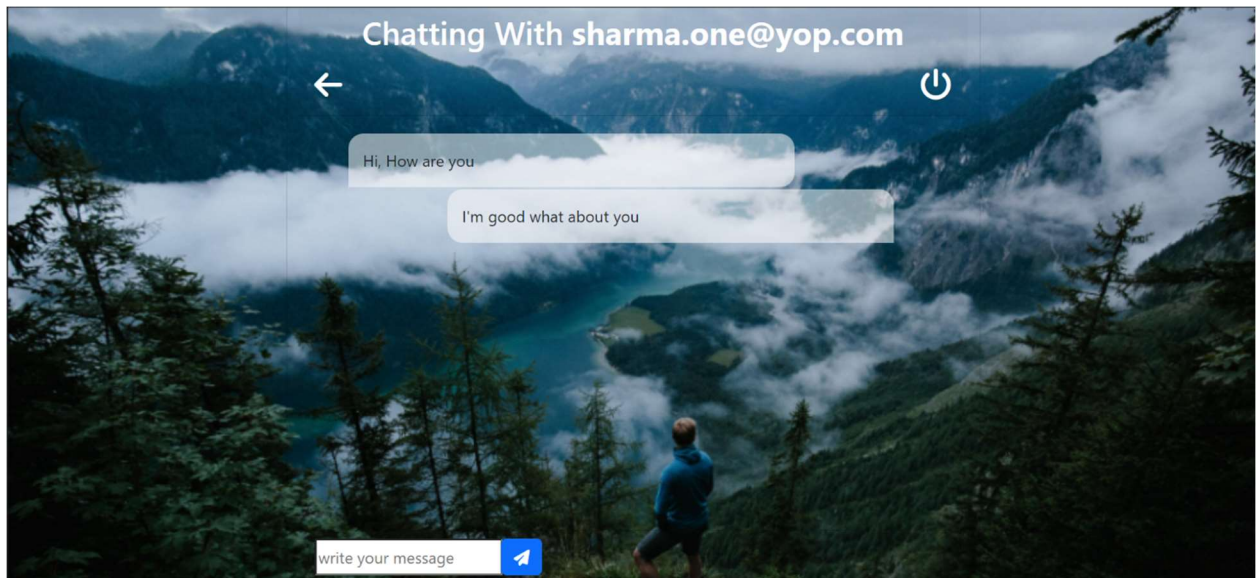 Chatting With sharma.one@yop.com
Hi, How are you
I'm good what about you
write your message